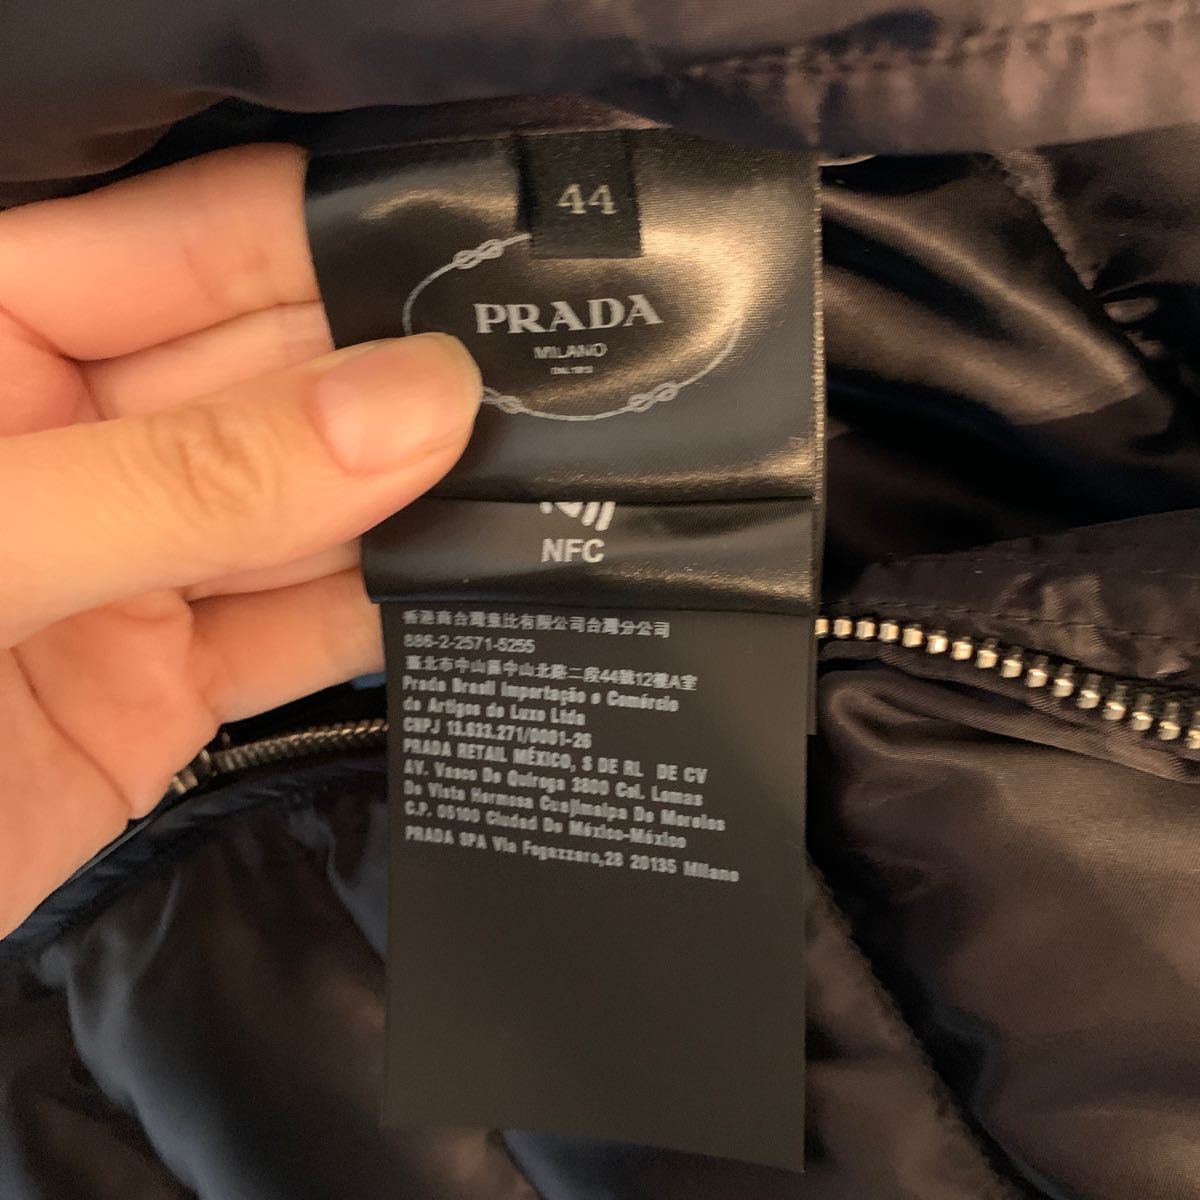 44
PRADA
MILANO
NFC
香港商台灣普比有限公司台灣分公司
886-2-2571-5255
臺北市中山區中山北路二段44號12樓A室
Prada Brasil Importação e Comércio
de Artigos de Luxo Ltda
CNPJ 13.633.271/0001-26
PRADA RETAIL MÉXICO, S DE RL DE CV
AV. Vasco De Quiroga 3800 Col. Lomas
De Vista Hermosa Cuajimalpa De Morelos
C.P. 05100 Ciudad De México-México
PRADA SPA Via Fogazzaro,28 20135 Milano